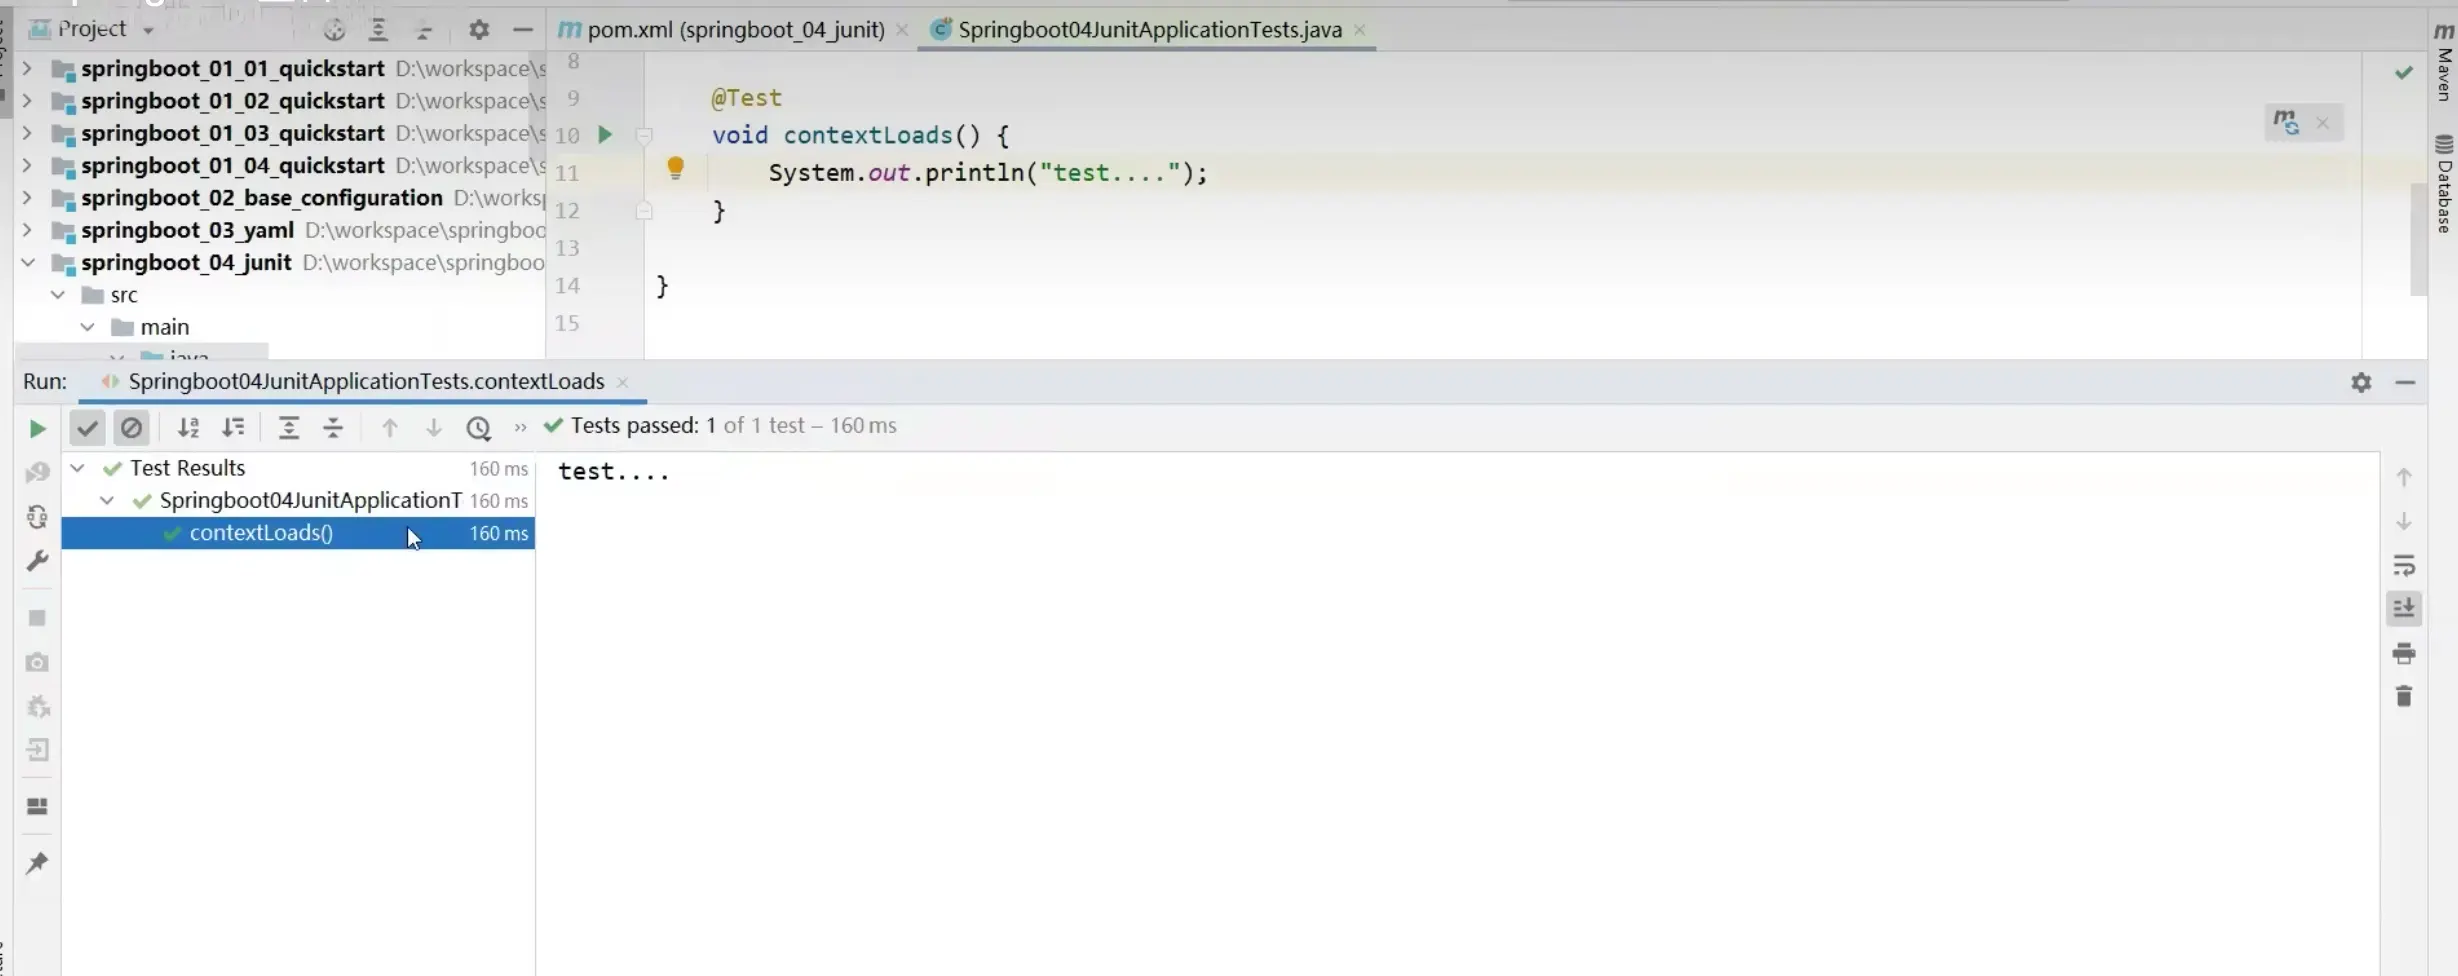 Project
pom.xml (springboot_04_junit)
Springboot04JunitApplicationTests.java
springboot_01_01_quickstart D:\workspace\s
springboot_01_02_quickstart D:\workspace\s
springboot_01_03_quickstart D:\workspace\s
springboot_01_04_quickstart D:\workspace\s
springboot_02_base_configuration D:\works
springboot_03_yaml D:\workspace\springboo
springboot_04_junit D:\workspace\springboo
src
main
java
8
9 @Test
10 void contextLoads() {
11 System.out.println("test....");
12 }
13
14 }
15
Maven
Database
Run: Springboot04JunitApplicationTests.contextLoads
Tests passed: 1 of 1 test – 160 ms
Test Results 160 ms
Springboot04JunitApplicationT 160 ms
contextLoads() 160 ms
test....